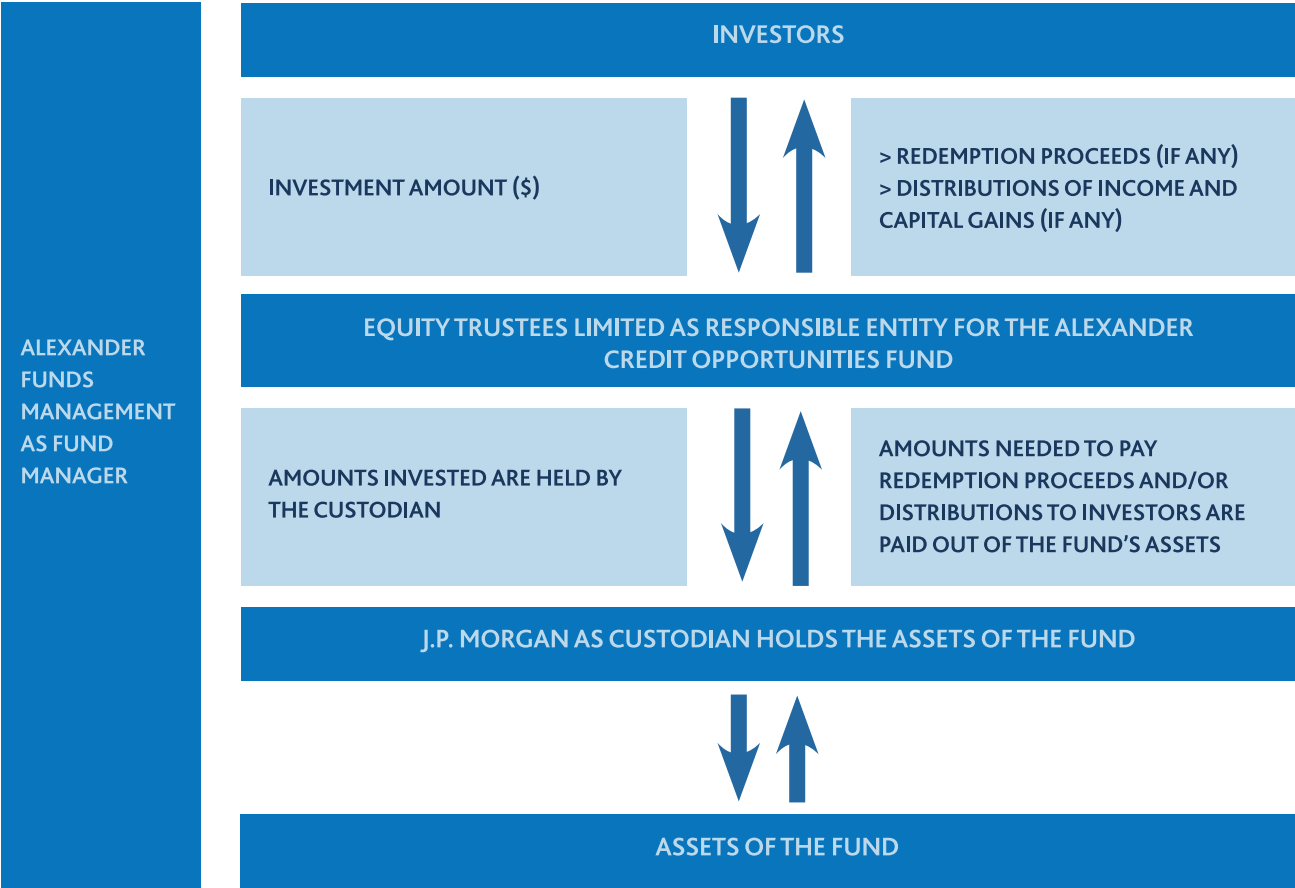 ALEXANDER
FUNDS
MANAGEMENT
AS FUND
MANAGER
INVESTORS
INVESTMENT AMOUNT ($)
> REDEMPTION PROCEEDS (IF ANY)
> DISTRIBUTIONS OF INCOME AND
CAPITAL GAINS (IF ANY)
EQUITY TRUSTEES LIMITED AS RESPONSIBLE ENTITY FOR THE ALEXANDER
CREDIT OPPORTUNITIES FUND
AMOUNTS INVESTED ARE HELD BY
THE CUSTODIAN
AMOUNTS NEEDED TO PAY
REDEMPTION PROCEEDS AND/OR
DISTRIBUTIONS TO INVESTORS ARE
PAID OUT OF THE FUND'S ASSETS
J.P. MORGAN AS CUSTODIAN HOLDS THE ASSETS OF THE FUND
ASSETS OF THE FUND